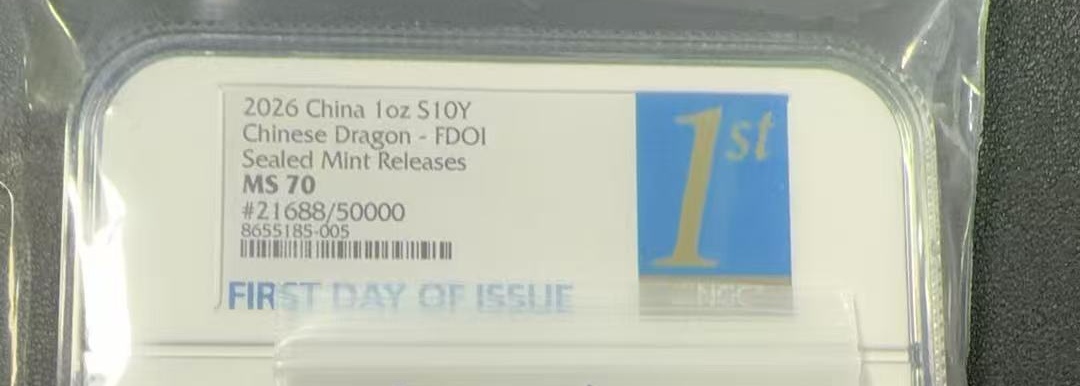 2026 China 1oz S10Y
Chinese Dragon - FDOI
Sealed Mint Releases
MS 70
#21688/50000
8655185-005
FIRST DAY OF ISSUE
1st
NGC